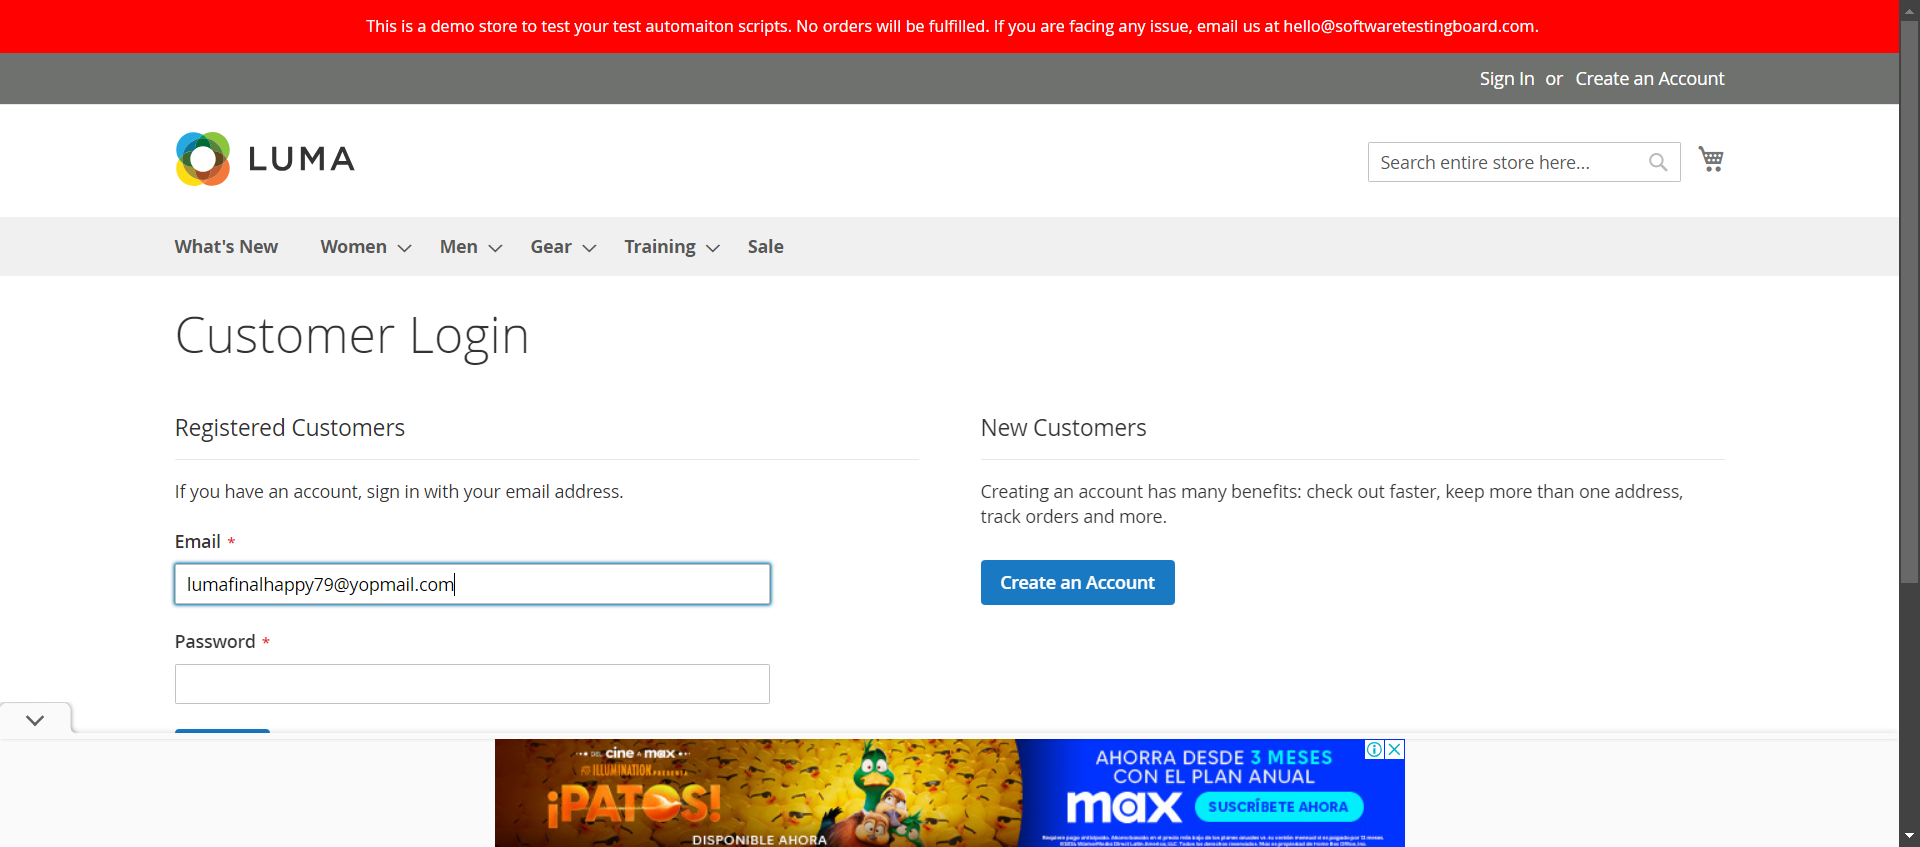 This is a demo store to test your test automaiton scripts. No orders will be fulfilled. If you are facing any issue, email us at hello@softwaretestingboard.com.
Sign In or Create an Account
LUMA
Search entire store here...
What's New Women Men Gear Training Sale
Customer Login
Registered Customers
If you have an account, sign in with your email address.
Email *
lumafinalhappy79@yopmail.com
Password *
New Customers
Creating an account has many benefits: check out faster, keep more than one address,
track orders and more.
Create an Account
DEL cine A max
ILLUMINATION PRESENTA
¡PATOS!
DISPONIBLE AHORA
AHORRA DESDE 3 MESES
CON EL PLAN ANUAL
max SUSCRÍBETE AHORA